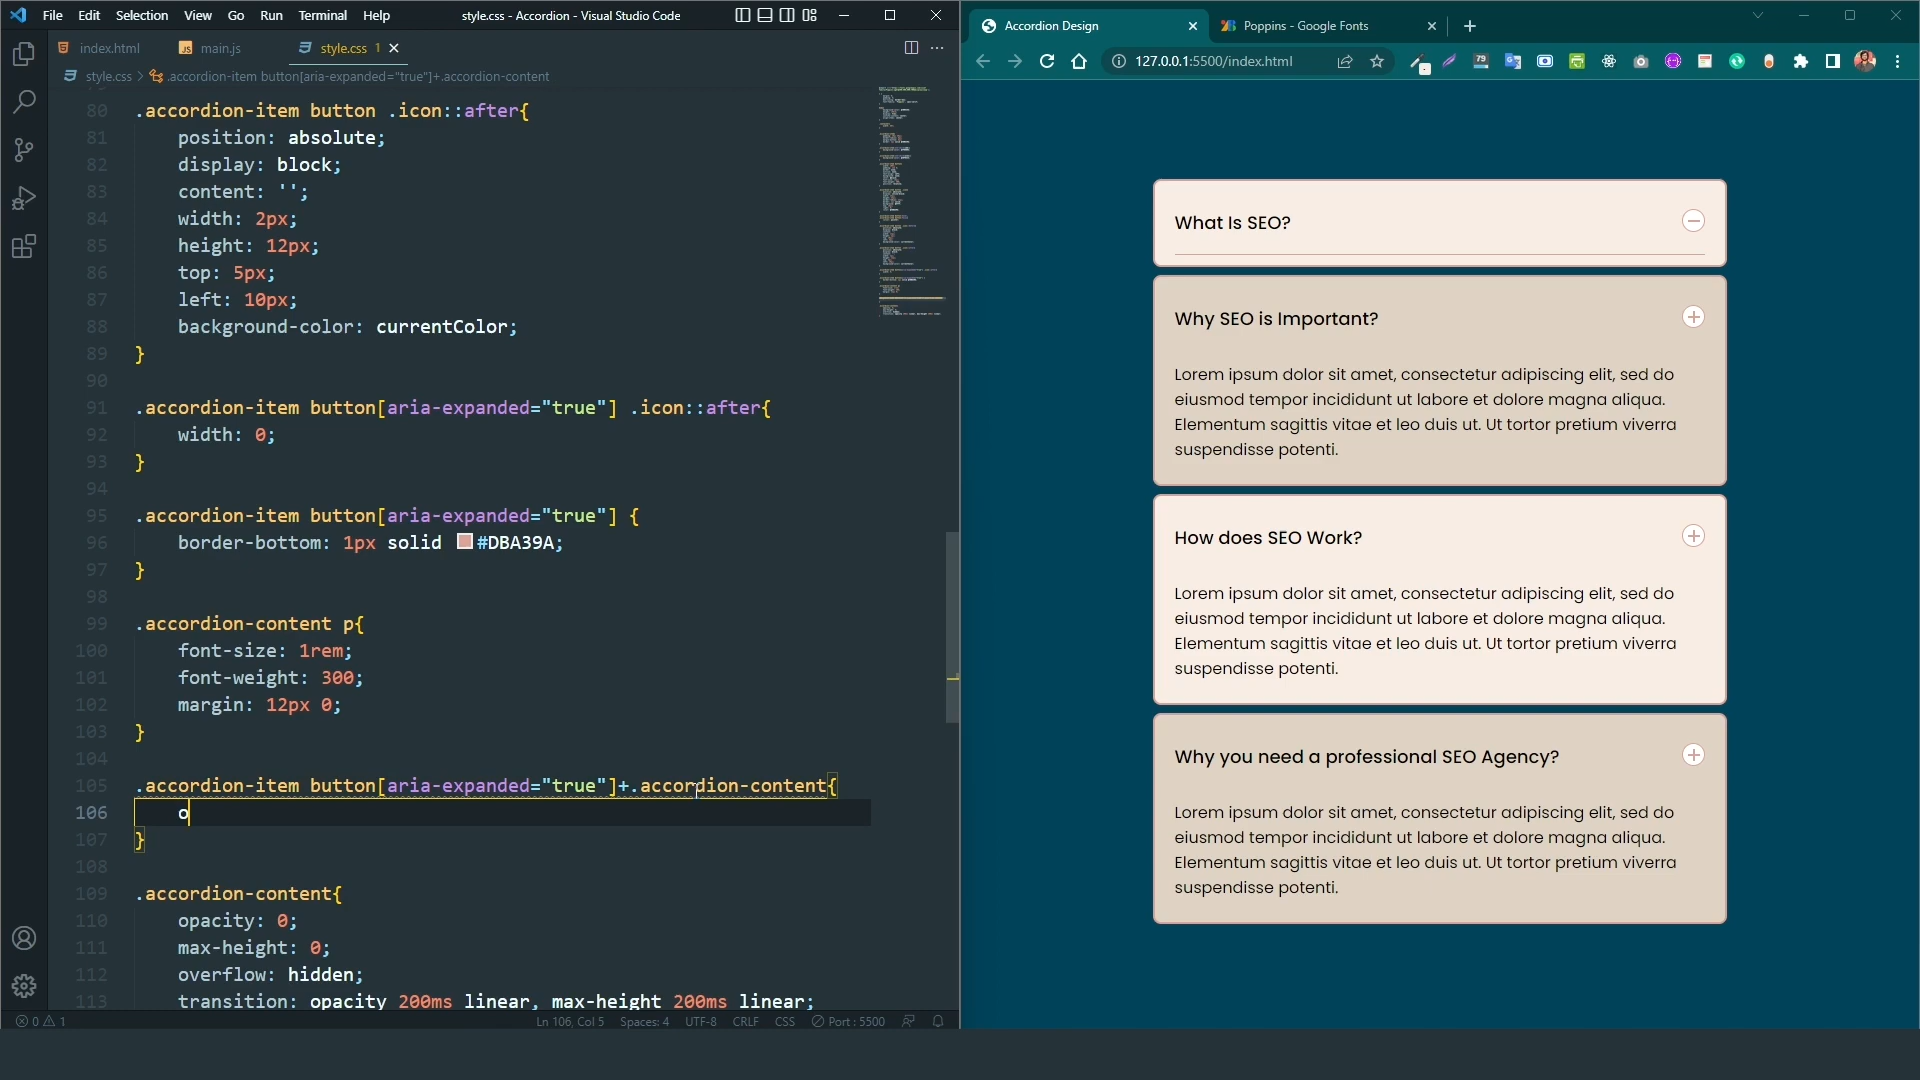 File Edit Selection View Go Run Terminal Help
style.css - Accordion - Visual Studio Code
index.html
JS main.js
style.css 1
style.css > .accordion-item button[aria-expanded="true"]+.accordion-content
80 .accordion-item button .icon::after{
81 position: absolute;
82 display: block;
83 content: '';
84 width: 2px;
85 height: 12px;
86 top: 5px;
87 left: 10px;
88 background-color: currentColor;
89 }
90
91 .accordion-item button[aria-expanded="true"] .icon::after{
92 width: 0;
93 }
94
95 .accordion-item button[aria-expanded="true"] {
96 border-bottom: 1px solid #DBA39A;
97 }
98
99 .accordion-content p{
100 font-size: 1rem;
101 font-weight: 300;
102 margin: 12px 0;
103 }
104
105 .accordion-item button[aria-expanded="true"]+.accordion-content{
106 o
107 }
108
109 .accordion-content{
110 opacity: 0;
111 max-height: 0;
112 overflow: hidden;
113 transition: opacity 200ms linear, max-height 200ms linear;
0 1
Ln 106, Col 5
Spaces: 4
UTF-8
CRLF
CSS
Port : 5500
Accordion Design
Poppins - Google Fonts
127.0.0.1:5500/index.html
79
What Is SEO?
Why SEO is Important?
Lorem ipsum dolor sit amet, consectetur adipiscing elit, sed do
eiusmod tempor incididunt ut labore et dolore magna aliqua.
Elementum sagittis vitae et leo duis ut. Ut tortor pretium viverra
suspendisse potenti.
How does SEO Work?
Lorem ipsum dolor sit amet, consectetur adipiscing elit, sed do
eiusmod tempor incididunt ut labore et dolore magna aliqua.
Elementum sagittis vitae et leo duis ut. Ut tortor pretium viverra
suspendisse potenti.
Why you need a professional SEO Agency?
Lorem ipsum dolor sit amet, consectetur adipiscing elit, sed do
eiusmod tempor incididunt ut labore et dolore magna aliqua.
Elementum sagittis vitae et leo duis ut. Ut tortor pretium viverra
suspendisse potenti.